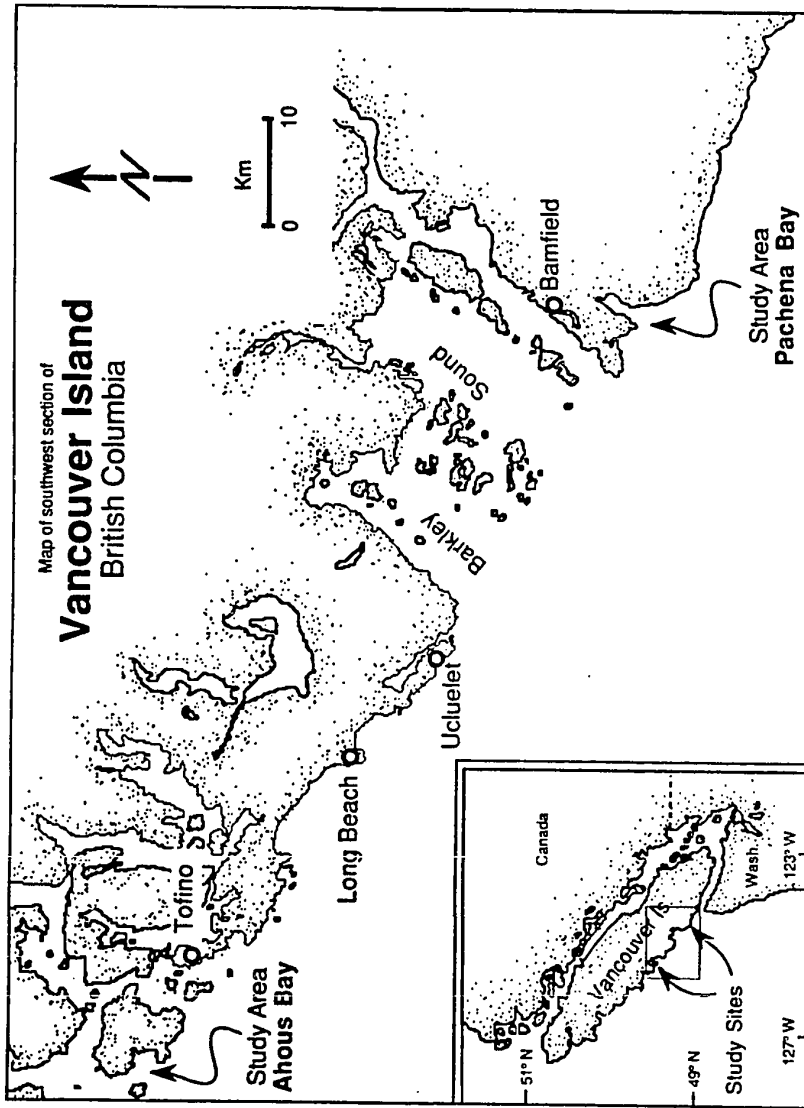 Map of southwest section of
Vancouver Island
British Columbia
N
Km
0 10
Tofino
Study Area
Ahous Bay
Long Beach
Ucluelet
Barkley
Sound
Bamfield
Study Area
Pachena Bay
Canada
51° N
Vancouver Is
49° N
Wash
Study Sites
127° W
123° W